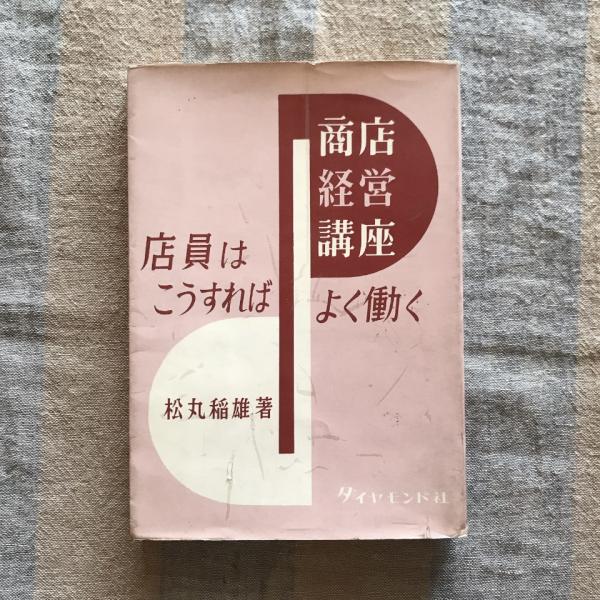 商店
経営
講座
店員は
こうすれば
よく働く
松丸稲雄著
ダイヤモンド社